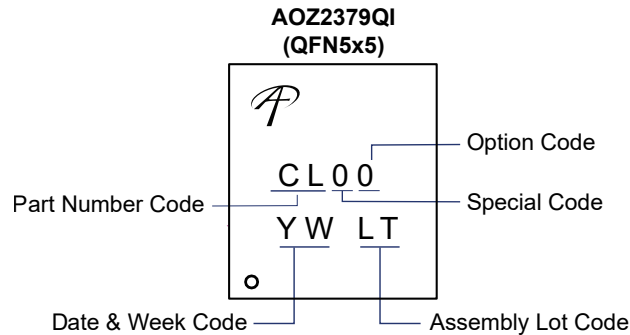 AOZ2379QI
(QFN5x5)
Option Code
CL00
Part Number Code
Special Code
YW LT
Date & Week Code
Assembly Lot Code